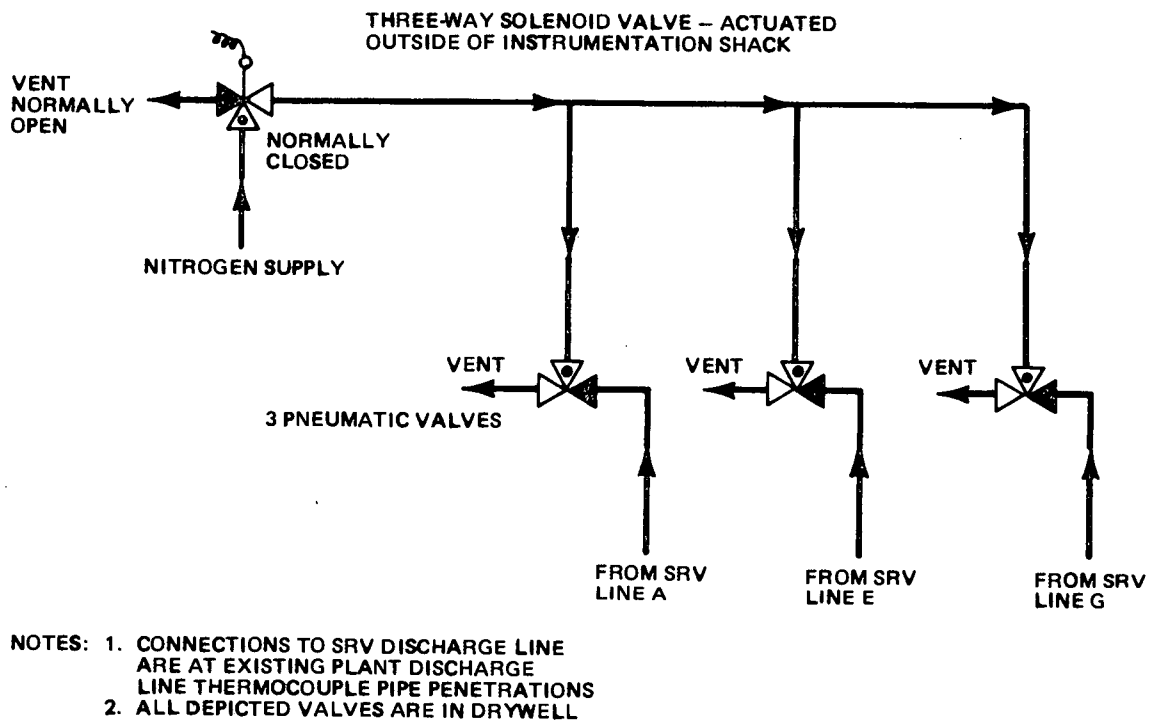 THREE-WAY SOLENOID VALVE – ACTUATED
OUTSIDE OF INSTRUMENTATION SHACK
VENT
NORMALLY
OPEN
NORMALLY
CLOSED
NITROGEN SUPPLY
VENT
VENT
VENT
3 PNEUMATIC VALVES
FROM SRV
LINE A
FROM SRV
LINE E
FROM SRV
LINE G
NOTES: 1. CONNECTIONS TO SRV DISCHARGE LINE
ARE AT EXISTING PLANT DISCHARGE
LINE THERMOCOUPLE PIPE PENETRATIONS
2. ALL DEPICTED VALVES ARE IN DRYWELL